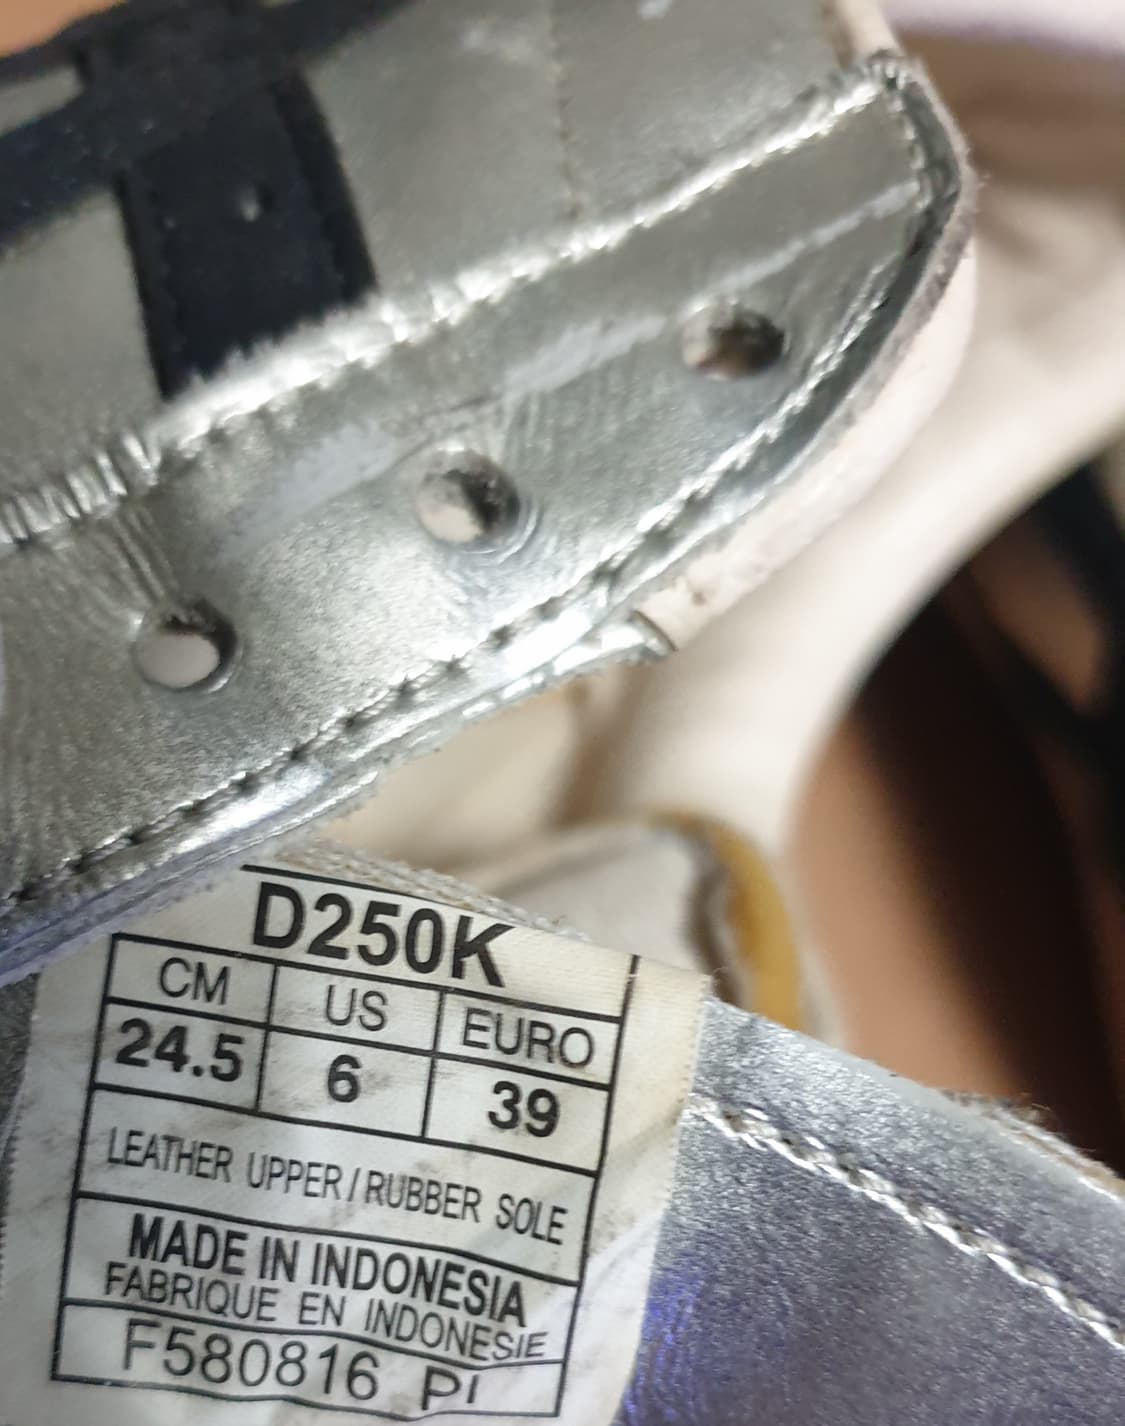 D250K
CM US EURO
24.5 6 39
LEATHER UPPER / RUBBER SOLE
MADE IN INDONESIA
FABRIQUE EN INDONESIE
F580816 PI